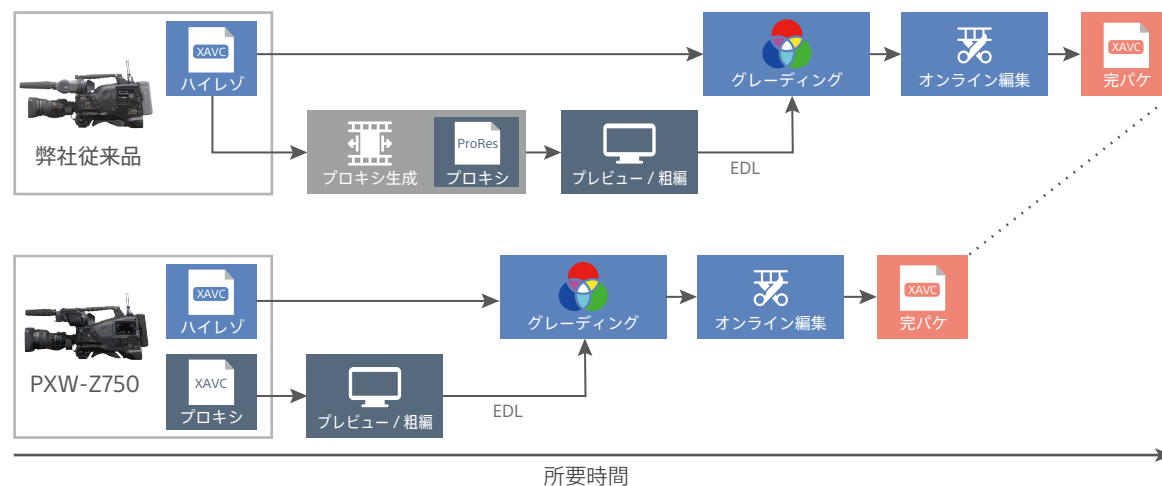 XAVC
ハイレゾ
弊社従来品
プロキシ生成
ProRes
プロキシ
プレビュー / 粗編
EDL
グレーディング
オンライン編集
XAVC
完パケ
XAVC
ハイレゾ
PXW-Z750
XAVC
プロキシ
プレビュー / 粗編
EDL
グレーディング
オンライン編集
XAVC
完パケ
所要時間